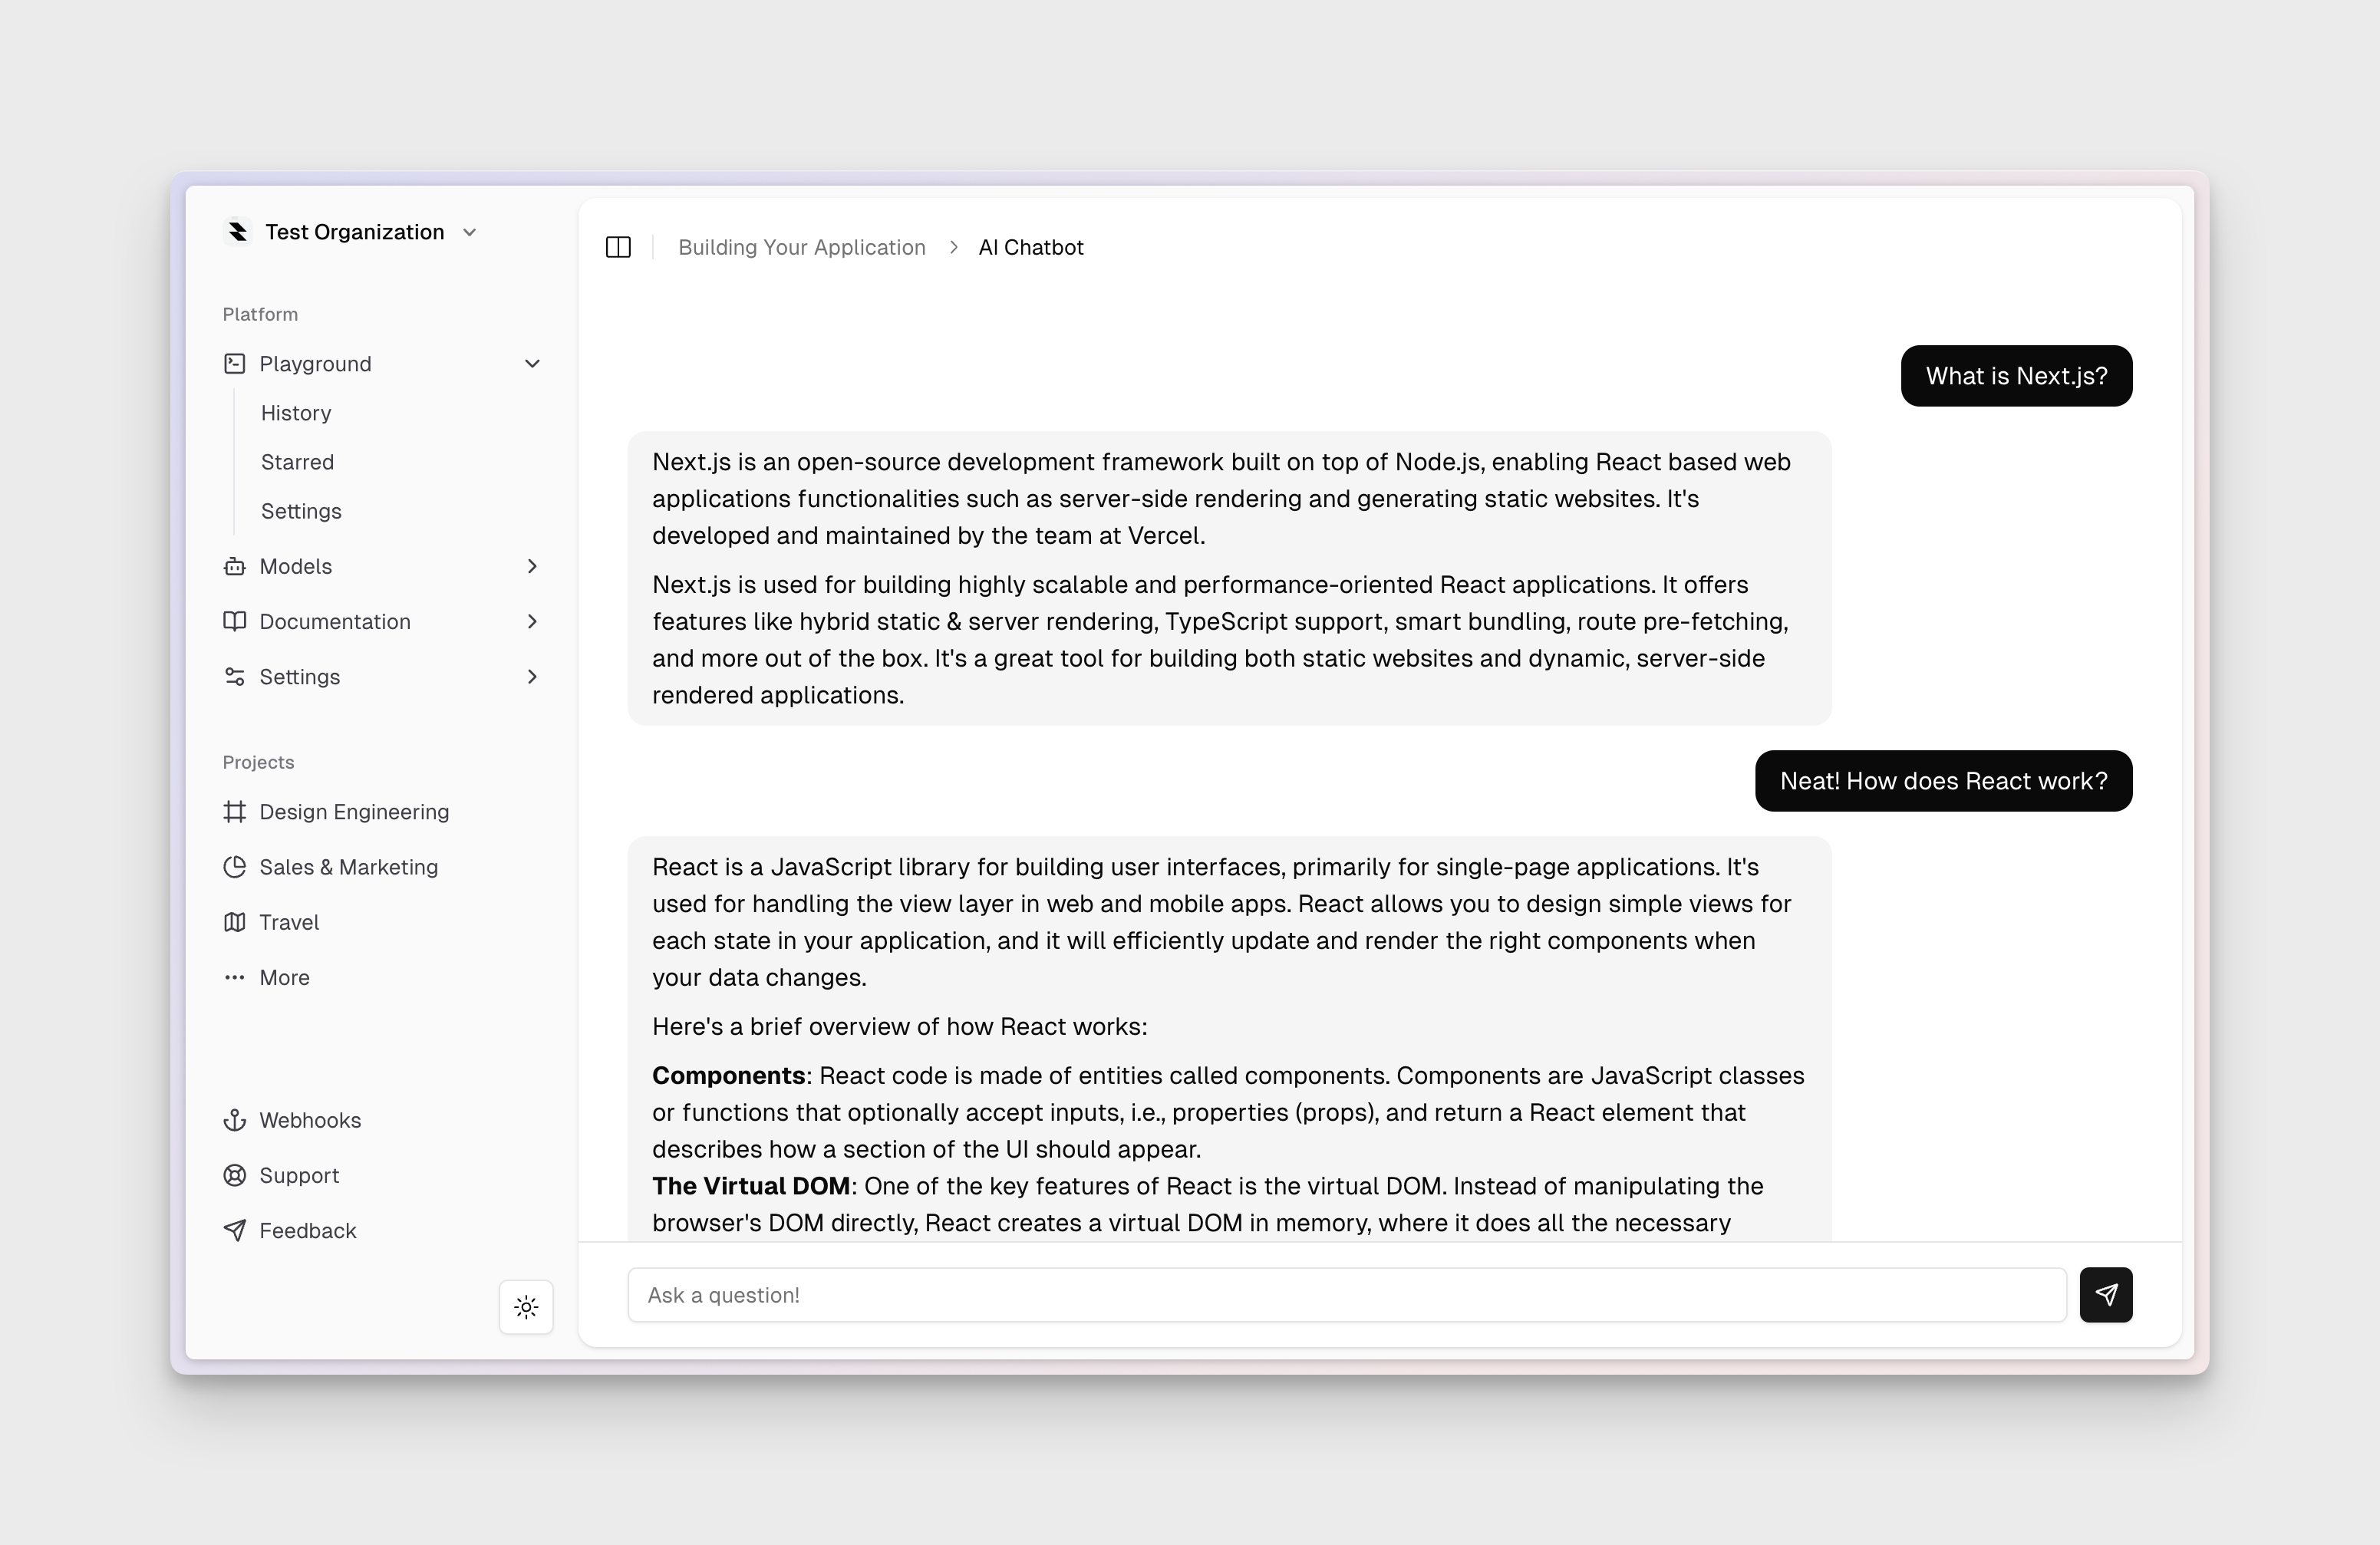 Test Organization
Platform
Playground
History
Starred
Settings
Models
Documentation
Settings
Projects
Design Engineering
Sales & Marketing
Travel
More
Webhooks
Support
Feedback
Building Your Application
AI Chatbot
What is Next.js?
Next.js is an open-source development framework built on top of Node.js, enabling React based web
applications functionalities such as server-side rendering and generating static websites. It's
developed and maintained by the team at Vercel.
Next.js is used for building highly scalable and performance-oriented React applications. It offers
features like hybrid static & server rendering, TypeScript support, smart bundling, route pre-fetching,
and more out of the box. It's a great tool for building both static websites and dynamic, server-side
rendered applications.
Neat! How does React work?
React is a JavaScript library for building user interfaces, primarily for single-page applications. It's
used for handling the view layer in web and mobile apps. React allows you to design simple views for
each state in your application, and it will efficiently update and render the right components when
your data changes.
Here's a brief overview of how React works:
Components: React code is made of entities called components. Components are JavaScript classes
or functions that optionally accept inputs, i.e., properties (props), and return a React element that
describes how a section of the UI should appear.
The Virtual DOM: One of the key features of React is the virtual DOM. Instead of manipulating the
browser's DOM directly, React creates a virtual DOM in memory, where it does all the necessary
Ask a question!